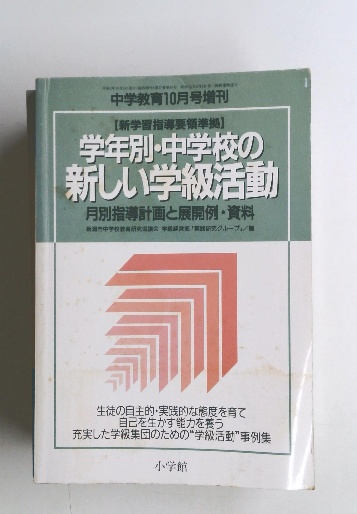 中学教育10月号増刊
【新学習指導要領準拠】
学年別・中学校の
新しい学級活動
月別指導計画と展開例・資料
生徒の自主的・実践的な態度を育て
自己を生かす能力を養う
充実した学級集団のための“学級活動”事例集
小学館